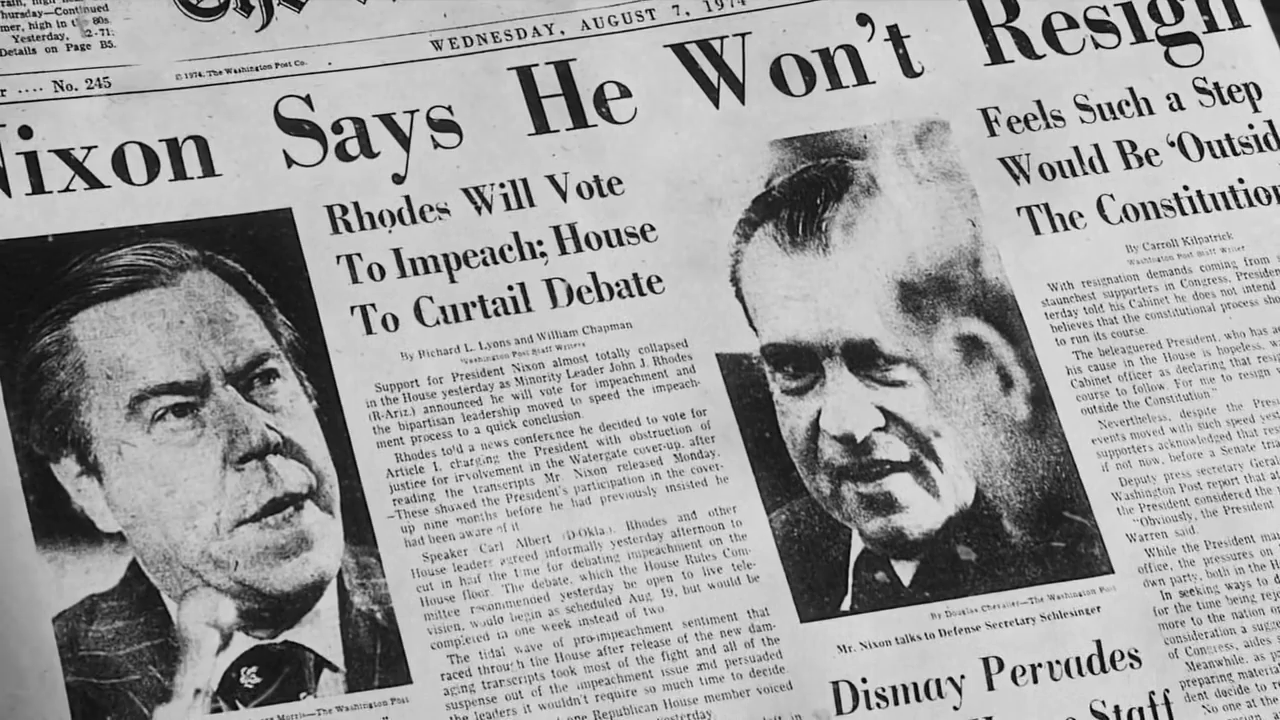 Thursday—Continued
mer, high in the 80s.
Yesterday, 2-71.
Details on Page B5.
The
WEDNESDAY, AUGUST 7, 1974
r .... No. 245
© 1974, The Washington Post Co.
Nixon Says He Won't Resign
Rhodes Will Vote
To Impeach; House
To Curtail Debate
By Richard L. Lyons and William Chapman
Washington Post Staff Writers
Support for President Nixon almost totally collapsed
in the House yesterday as Minority Leader John J. Rhodes
(R-Ariz.) announced he will vote for impeachment and
the bipartisan leadership moved to speed the impeach-
ment process to a quick conclusion.
Rhodes told a news conference he decided to vote for
Article I, charging the President with obstruction of
justice for involvement in the Watergate cover-up, after
reading the transcripts Mr. Nixon released Monday.
These showed the President's participation in the cover-
up nine months before he had previously insisted he
had been aware of it.
Speaker Carl Albert (D-Okla.), Rhodes and other
House leaders agreed informally yesterday afternoon to
cut in half the time for debating impeachment on the
House floor. The debate, which the House Rules Com-
mittee recommended yesterday be open to live tele-
vision, would begin as scheduled Aug. 19, but would be
completed in one week instead of two.
The tidal wave of pro-impeachment sentiment that
raced through the House after release of the new dam-
aging transcripts took most of the fight and all of the
suspense out of the impeachment issue and persuaded
the leaders it wouldn't require so much time to decide
one Republican House member voiced
yesterday
Morris—The Washington Post
By Douglas Chevalier—The Washington Post
Mr. Nixon talks to Defense Secretary Schlesinger
Dismay Pervades
Staff
Feels Such a Step
Would Be 'Outsid
The Constitution
By Carroll Kilpatrick
Washington Post Staff Writer
With resignation demands coming from
staunchest supporters in Congress, President
terday told his Cabinet he does not intend
believes that the constitutional process sho
to run its course.
The beleaguered President, who has a
his cause in the House is hopeless, w
Cabinet officer as declaring that resi
course to follow. For me to resign
outside the Constitution."
Nevertheless, despite the Presi
events moved with such speed yes
supporters acknowledged that res
if not now, before a Senate tri
Deputy press secretary Geral
Washington Post report that a
the President considered the
"Obviously, the President
Warren said.
While the President ma
office, the pressures on
own party, both in the H
In seeking ways to
for the time being rep
more to the nation o
consideration a sugge
of Congress, aides
Meanwhile, as p
preparing mater
dent decide to r
No one at the